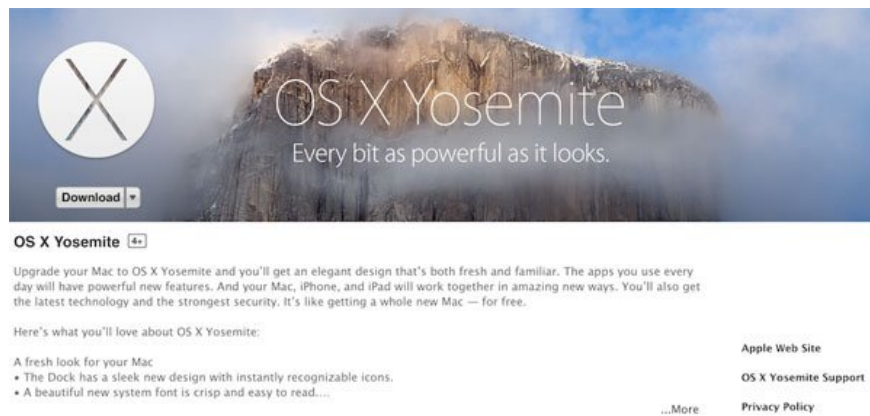 OS X Yosemite
Every bit as powerful as it looks.
Download
OS X Yosemite 4+
Upgrade your Mac to OS X Yosemite and you'll get an elegant design that's both fresh and familiar. The apps you use every
day will have powerful new features. And your Mac, iPhone, and iPad will work together in amazing new ways. You'll also get
the latest technology and the strongest security. It's like getting a whole new Mac — for free.
Here's what you'll love about OS X Yosemite:
A fresh look for your Mac
• The Dock has a sleek new design with instantly recognizable icons.
• A beautiful new system font is crisp and easy to read....
...More
Apple Web Site
OS X Yosemite Support
Privacy Policy